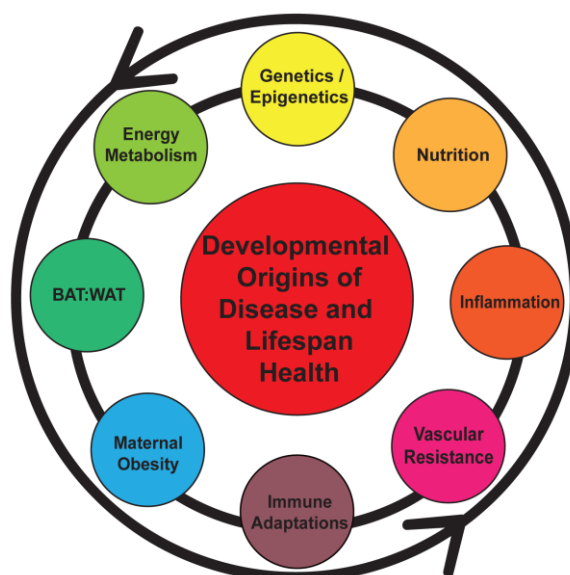 Genetics /
Epigenetics
Nutrition
Inflammation
Vascular
Resistance
Immune
Adaptations
Maternal
Obesity
BAT:WAT
Energy
Metabolism
Developmental
Origins of
Disease and
Lifespan
Health